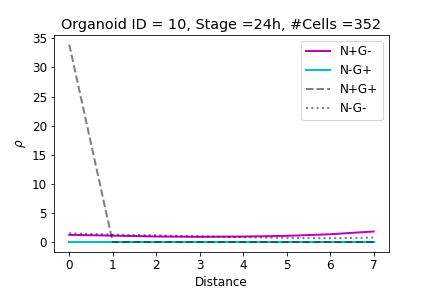 Organoid ID = 10, Stage =24h, #Cells =352
35
30
25
20
15
10
5
0
ρ
N+G-
N-G+
N+G+
N-G-
0 1 2 3 4 5 6 7
Distance